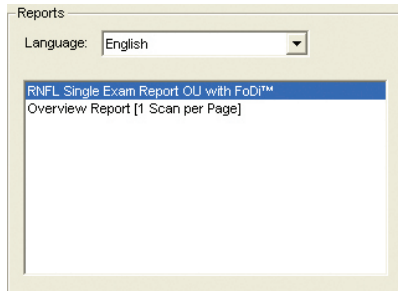 Reports
Language: English
RNFL Single Exam Report OU with FoDi™
Overview Report [1 Scan per Page]